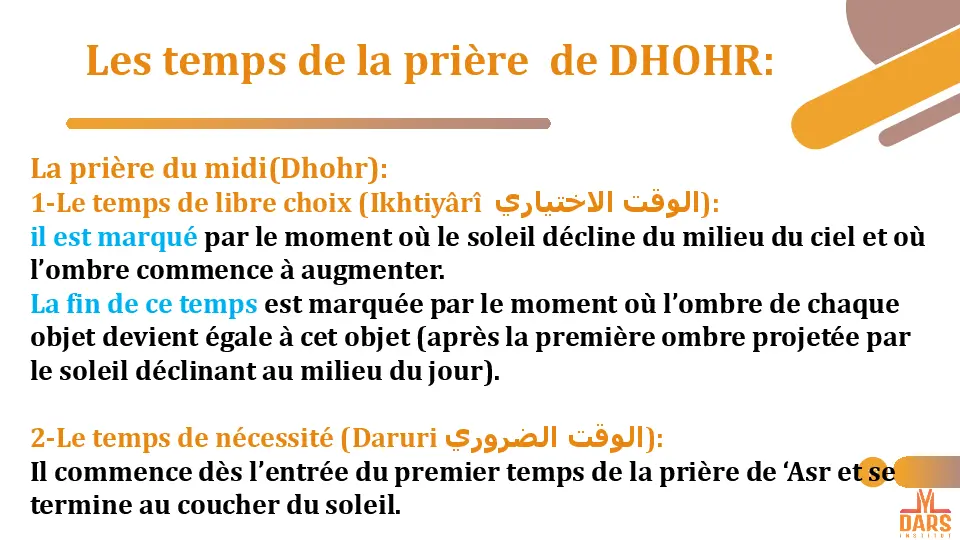 Les temps de la prière  de DHOHR:
La prière du midi(Dhohr):
1-Le temps de libre choix (Ikhtiyârî الوقت الاختياري):
il est marqué par le moment où le soleil décline du milieu du ciel et où
l’ombre commence à augmenter.
La fin de ce temps est marquée par le moment où l’ombre de chaque
objet devient égale à cet objet (après la première ombre projetée par
le soleil déclinant au milieu du jour).
2-Le temps de nécessité (Daruri الوقت الضروري):
Il commence dès l’entrée du premier temps de la prière de ‘Asr et se
termine au coucher du soleil.
DARS
INSTITUT